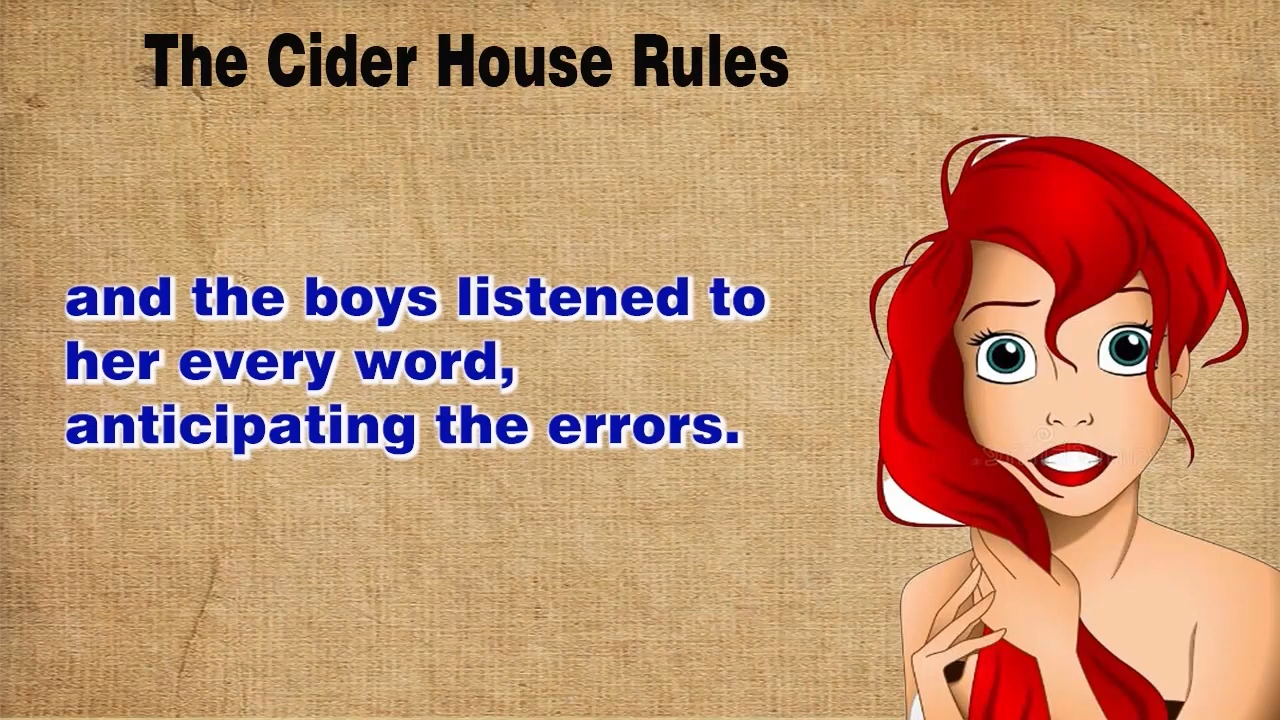 The Cider House Rules
and the boys listened to
her every word,
anticipating the errors.